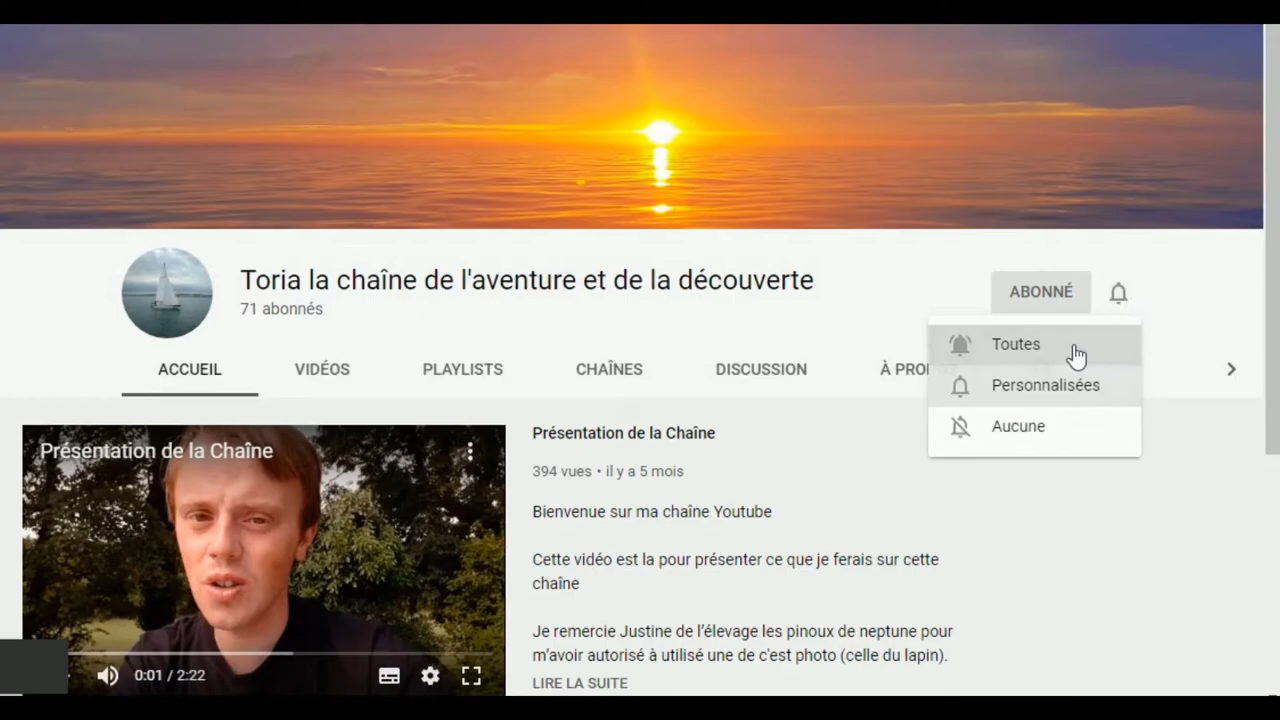 Toria la chaîne de l'aventure et de la découverte
71 abonnés
ABONNÉ
Toutes
Personnalisées
Aucune
ACCUEIL
VIDÉOS
PLAYLISTS
CHAÎNES
DISCUSSION
Présentation de la Chaîne
0:01 / 2:22
Présentation de la Chaîne
394 vues • il y a 5 mois
Bienvenue sur ma chaîne Youtube
Cette vidéo est la pour présenter ce que je ferais sur cette
chaîne
Je remercie Justine de l'élevage les pinoux de neptune pour
m'avoir autorisé à utilisé une de c'est photo (celle du lapin).
LIRE LA SUITE